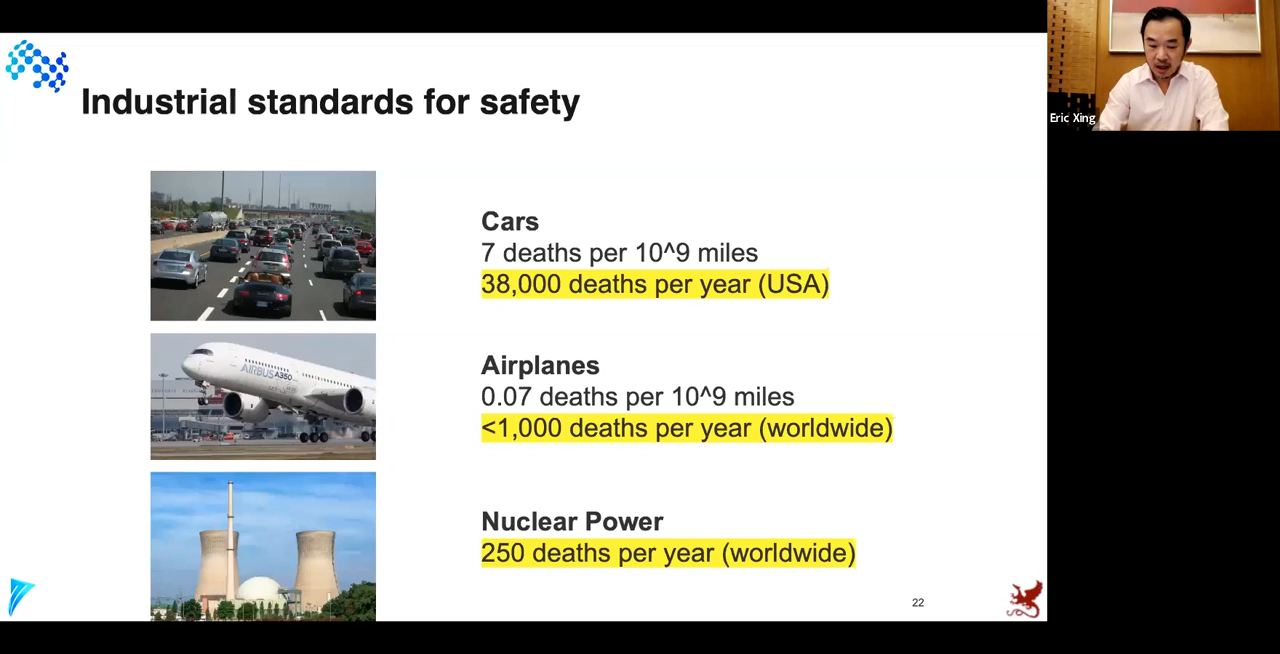 Industrial standards for safety
Cars
7 deaths per 10^9 miles
38,000 deaths per year (USA)
AIRBUS A350
Airplanes
0.07 deaths per 10^9 miles
<1,000 deaths per year (worldwide)
Nuclear Power
250 deaths per year (worldwide)
22
Eric Xing